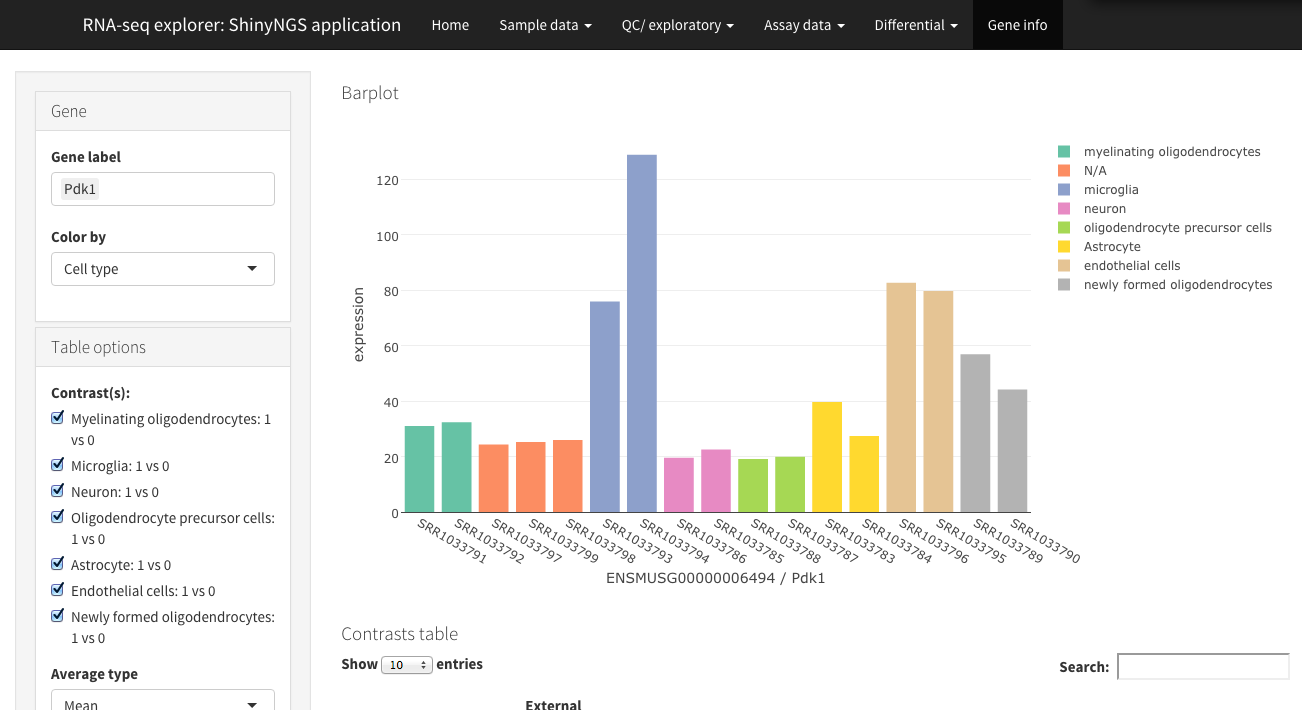 RNA-seq explorer: ShinyNGS application Home Sample data QC/ exploratory Assay data Differential Gene info
Gene
Gene label
Pdk1
Color by
Cell type
Table options
Contrast(s):
Myelinating oligodendrocytes: 1
vs 0
Microglia: 1 vs 0
Neuron: 1 vs 0
Oligodendrocyte precursor cells:
1 vs 0
Astrocyte: 1 vs 0
Endothelial cells: 1 vs 0
Newly formed oligodendrocytes:
1 vs 0
Average type
Mean
Barplot
expression
120
100
80
60
40
20
0
SRR1033791
SRR1033792
SRR1033797
SRR1033799
SRR1033798
SRR1033793
SRR1033794
SRR1033786
SRR1033785
SRR1033788
SRR1033787
SRR1033783
SRR1033784
SRR1033796
SRR1033795
SRR1033789
SRR1033790
ENSMUSG00000006494 / Pdk1
myelinating oligodendrocytes
N/A
microglia
neuron
oligodendrocyte precursor cells
Astrocyte
endothelial cells
newly formed oligodendrocytes
Contrasts table
Show 10 entries
Search:
External